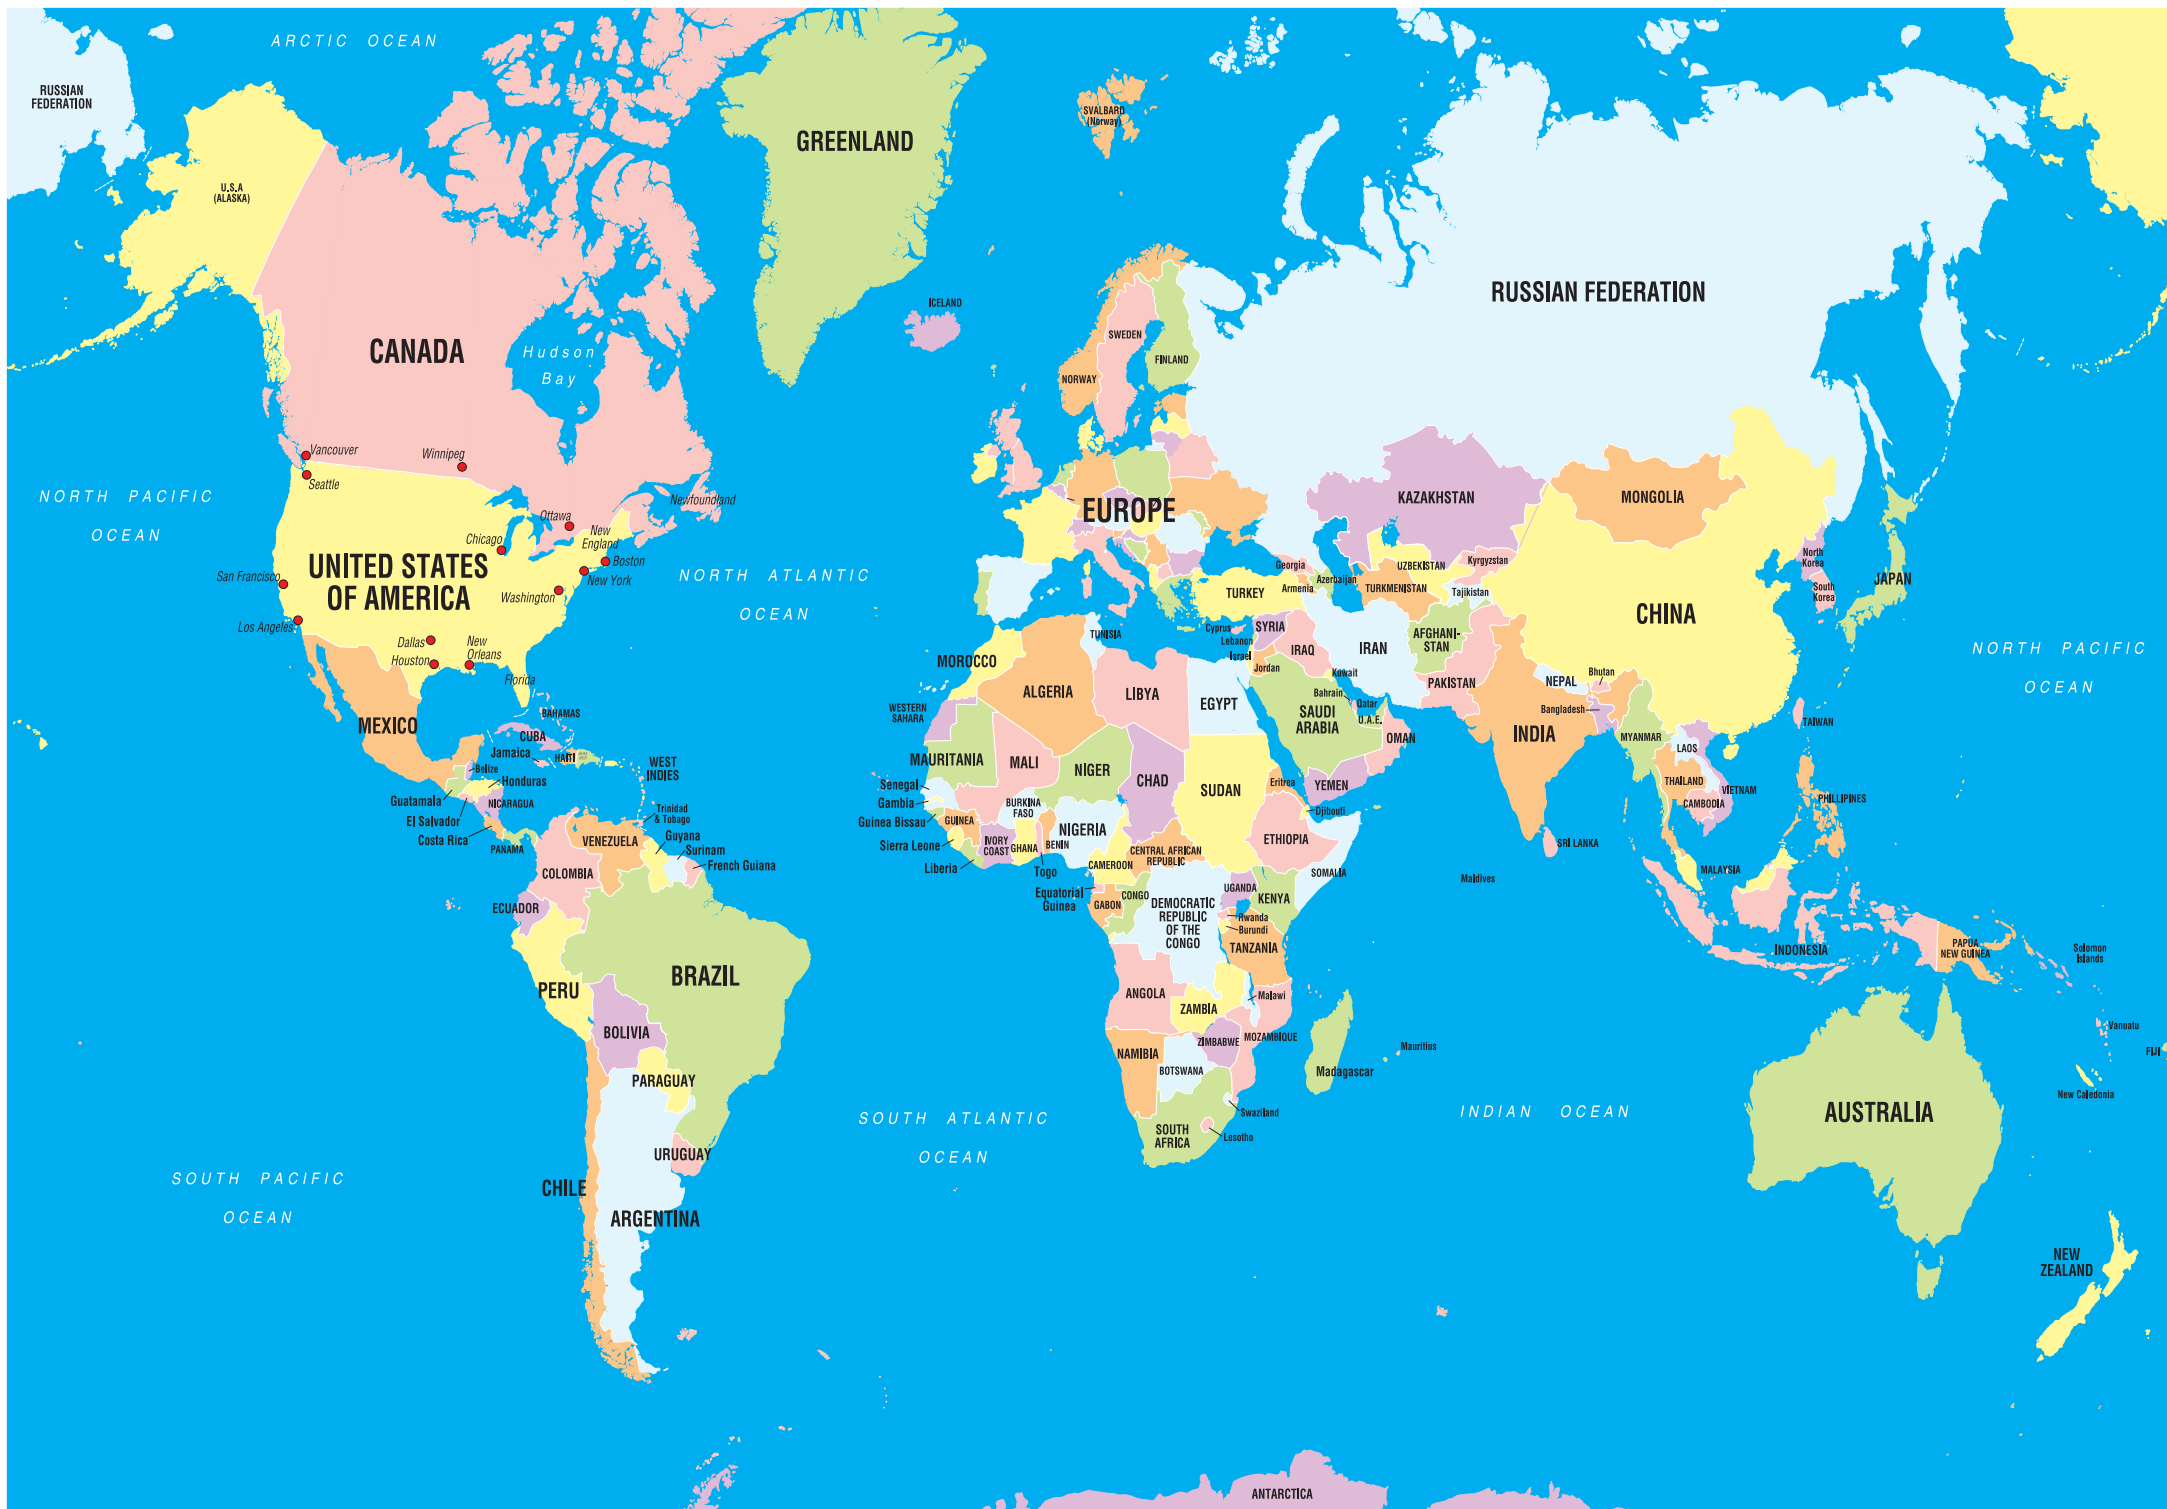 ARCTIC OCEAN
RUSSIAN
FEDERATION
U.S.A
(ALASKA)
GREENLAND
SVALBARD
(Norway)
RUSSIAN FEDERATION
ICELAND
CANADA
Hudson
Bay
SWEDEN
FINLAND
NORWAY
Vancouver
Winnipeg
Seattle
Newfoundland
Ottawa
New
England
Chicago
Boston
New York
San Francisco
Washington
Los Angeles
Dallas
New
Orleans
Houston
Florida
UNITED STATES
OF AMERICA
NORTH PACIFIC
OCEAN
NORTH ATLANTIC
OCEAN
EUROPE
KAZAKHSTAN
MONGOLIA
CHINA
North
Korea
South
Korea
JAPAN
NORTH PACIFIC
OCEAN
Georgia
Armenia
Azerbaijan
UZBEKISTAN
TURKMENISTAN
Kyrgyzstan
Tajikistan
TURKEY
Cyprus
Lebanon
Israel
SYRIA
Jordan
IRAQ
IRAN
AFGHANI-
STAN
Kuwait
Bahrain
Qatar
U.A.E.
SAUDI
ARABIA
OMAN
YEMEN
PAKISTAN
NEPAL
Bhutan
Bangladesh
INDIA
MYANMAR
LAOS
THAILAND
VIETNAM
CAMBODIA
TAIWAN
PHILLIPINES
SRI LANKA
Maldives
MALAYSIA
INDONESIA
PAPUA
NEW GUINEA
Solomon
Islands
Vanuatu
FIJI
New Caledonia
MEXICO
BAHAMAS
CUBA
Jamaica
HAITI
WEST
INDIES
Belize
Honduras
Guatamala
NICARAGUA
El Salvador
Costa Rica
PANAMA
Trinidad
& Tobago
VENEZUELA
Guyana
Surinam
French Guiana
COLOMBIA
ECUADOR
PERU
BRAZIL
BOLIVIA
PARAGUAY
URUGUAY
CHILE
ARGENTINA
MOROCCO
TUNISIA
WESTERN
SAHARA
ALGERIA
LIBYA
EGYPT
MAURITANIA
MALI
NIGER
CHAD
SUDAN
Eritrea
Djibouti
Senegal
Gambia
Guinea Bissau
GUINEA
Sierra Leone
Liberia
BURKINA
FASO
IVORY
COAST
GHANA
Togo
BENIN
NIGERIA
CAMEROON
CENTRAL AFRICAN
REPUBLIC
ETHIOPIA
SOMALIA
Equatorial
Guinea
GABON
CONGO
DEMOCRATIC
REPUBLIC
OF THE
CONGO
UGANDA
KENYA
Rwanda
Burundi
TANZANIA
ANGOLA
ZAMBIA
Malawi
MOZAMBIQUE
ZIMBABWE
NAMIBIA
BOTSWANA
Madagascar
Mauritius
Swaziland
Lesotho
SOUTH
AFRICA
SOUTH PACIFIC
OCEAN
SOUTH ATLANTIC
OCEAN
INDIAN OCEAN
AUSTRALIA
NEW
ZEALAND
ANTARCTICA